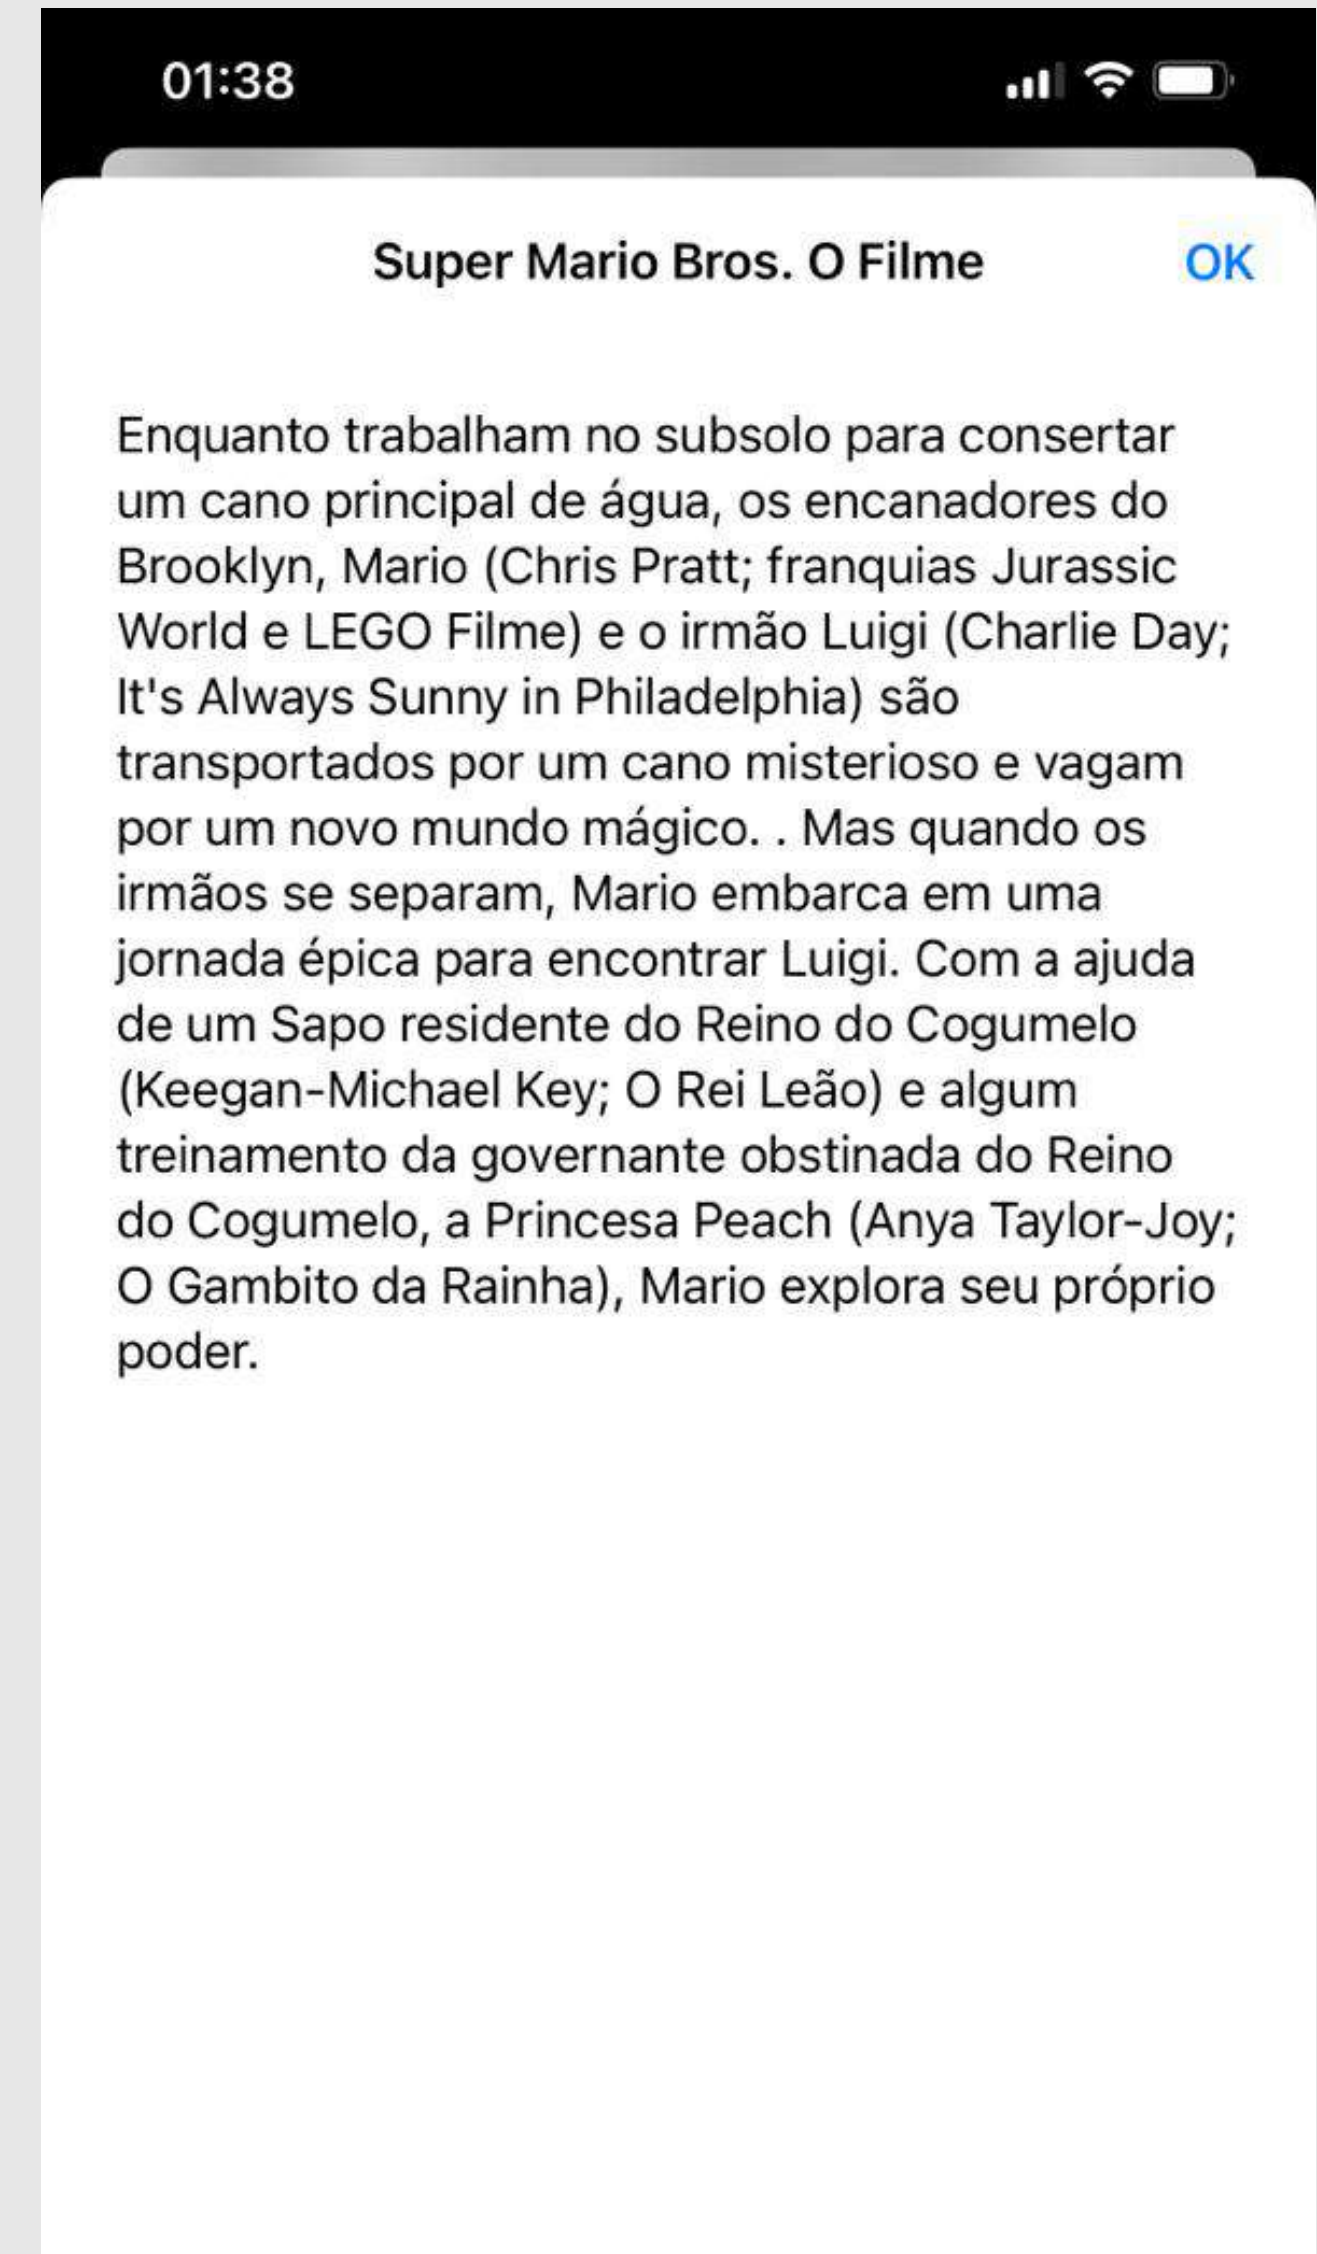 01:38
Super Mario Bros. O Filme
OK
Enquanto trabalham no subsolo para consertar
um cano principal de água, os encanadores do
Brooklyn, Mario (Chris Pratt; franquias Jurassic
World e LEGO Filme) e o irmão Luigi (Charlie Day;
It's Always Sunny in Philadelphia) são
transportados por um cano misterioso e vagam
por um novo mundo mágico. . Mas quando os
irmãos se separam, Mario embarca em uma
jornada épica para encontrar Luigi. Com a ajuda
de um Sapo residente do Reino do Cogumelo
(Keegan-Michael Key; O Rei Leão) e algum
treinamento da governante obstinada do Reino
do Cogumelo, a Princesa Peach (Anya Taylor-Joy;
O Gambito da Rainha), Mario explora seu próprio
poder.